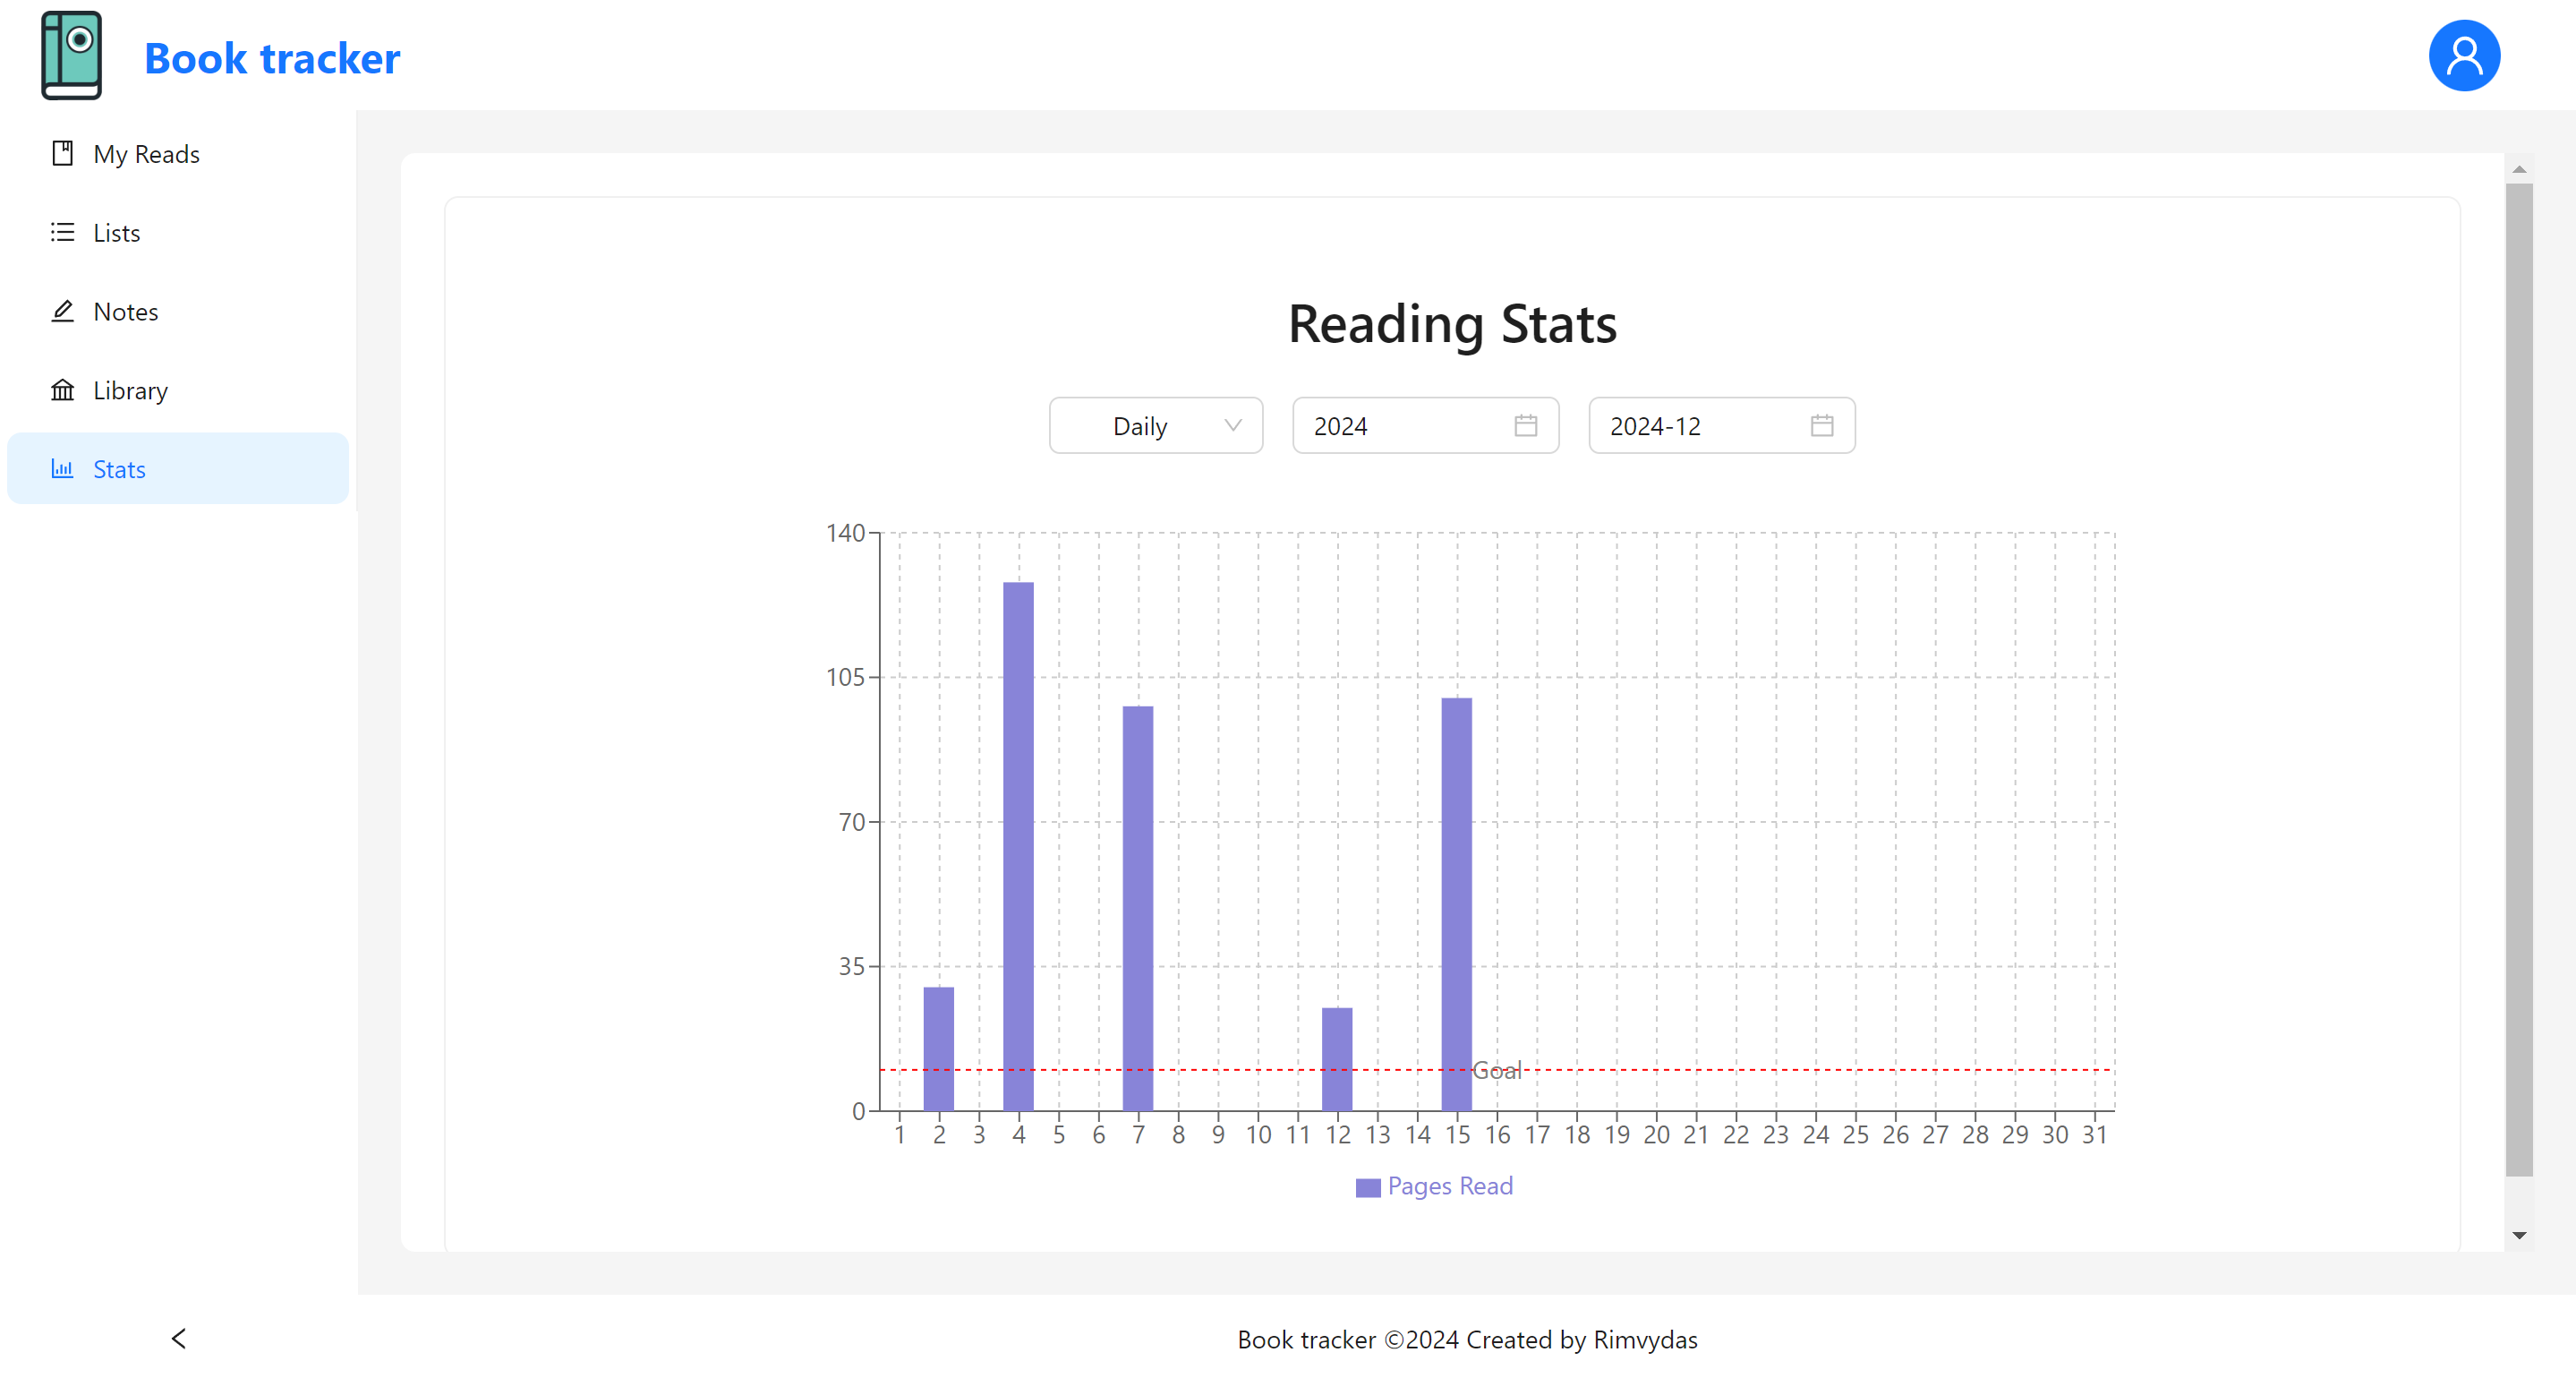 Book tracker
My Reads
Lists
Notes
Library
Stats
Reading Stats
Daily 2024 2024-12
140
105
70
35
Goal
0
1 2 3 4 5 6 7 8 9 10 11 12 13 14 15 16 17 18 19 20 21 22 23 24 25 26 27 28 29 30 31
Pages Read
Book tracker ©2024 Created by Rimvydas